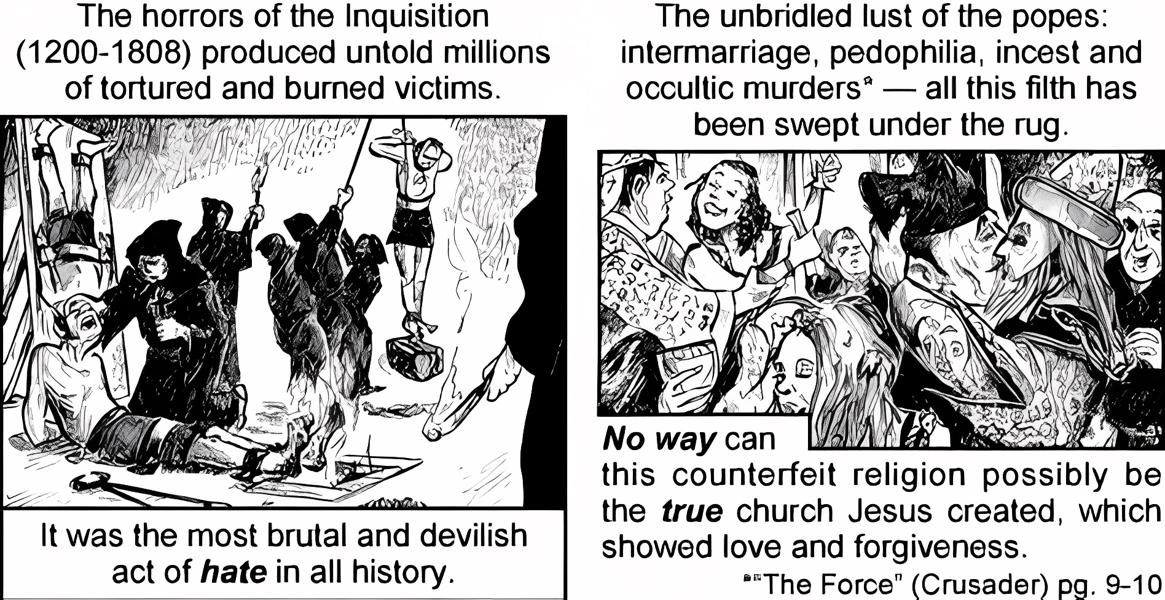 The horrors of the Inquisition
(1200-1808) produced untold millions
of tortured and burned victims.
It was the most brutal and devilish
act of hate in all history.
The unbridled lust of the popes:
intermarriage, pedophilia, incest and
occultic murders* — all this filth has
been swept under the rug.
No way can
this counterfeit religion possibly be
the true church Jesus created, which
showed love and forgiveness.
"The Force" (Crusader) pg. 9-10